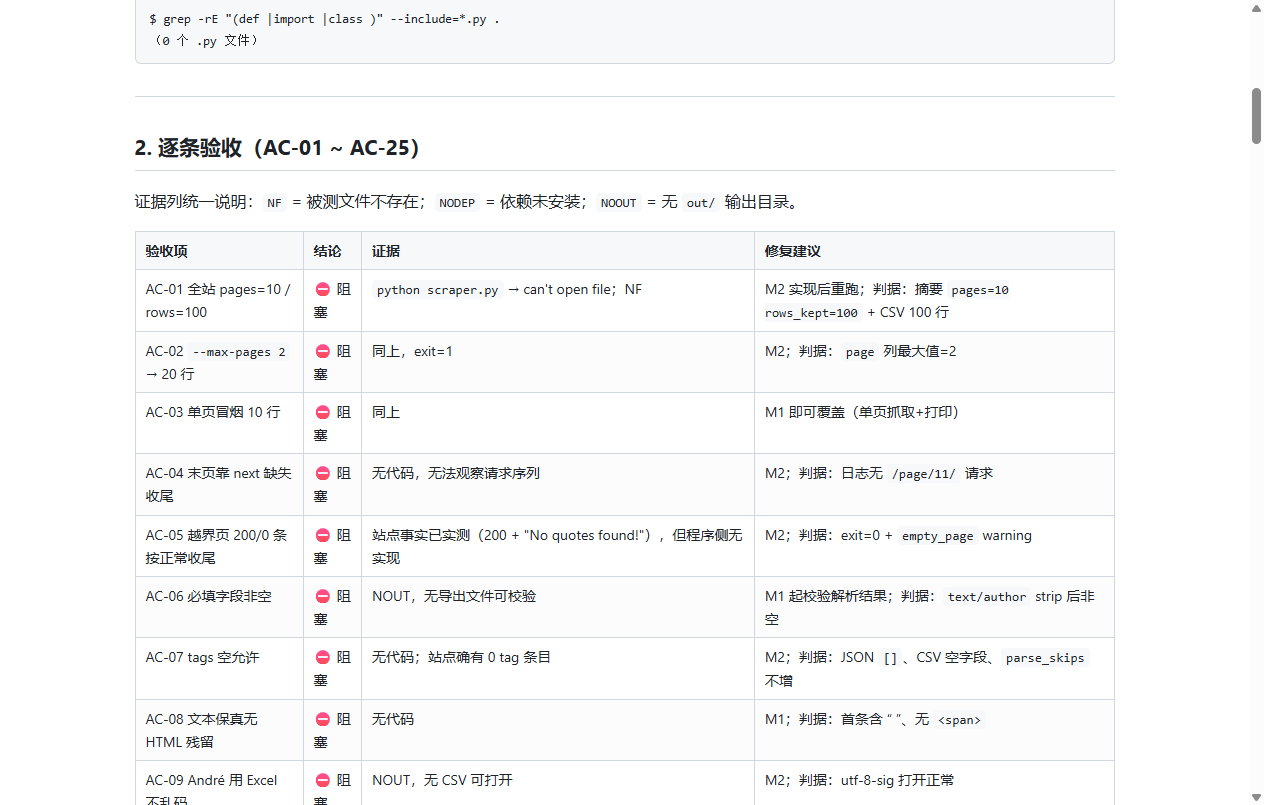 $ grep -rE "(def |import |class )" --include=*.py .
（0 个 .py 文件）
2. 逐条验收（AC-01 ~ AC-25）
证据列统一说明： NF = 被测文件不存在； NODEP = 依赖未安装； NOOUT = 无 out/ 输出目录。
验收项 结论 证据 修复建议
AC-01 全站 pages=10 / ⛔ 阻 python scraper.py → can't open file；NF M2 实现后重跑；判据：摘要 pages=10
rows=100 塞 rows_kept=100 + CSV 100 行
AC-02 --max-pages 2 ⛔ 阻 同上，exit=1 M2；判据： page 列最大值=2
→ 20 行 塞
AC-03 单页冒烟 10 行 ⛔ 阻 同上 M1 即可覆盖（单页抓取+打印）
塞
AC-04 末页靠 next 缺失 ⛔ 阻 无代码，无法观察请求序列 M2；判据：日志无 /page/11/ 请求
收尾 塞
AC-05 越界页 200/0 条 ⛔ 阻 站点事实已实测（200 + "No quotes found!"），但程序侧无 M2；判据：exit=0 + empty_page warning
按正常收尾 塞 实现
AC-06 必填字段非空 ⛔ 阻 NOUT，无导出文件可校验 M1 起校验解析结果；判据： text/author strip 后非
塞 空
AC-07 tags 空允许 ⛔ 阻 无代码；站点确有 0 tag 条目 M2；判据：JSON [] 、CSV 空字段、 parse_skips
塞 不增
AC-08 文本保真无 ⛔ 阻 无代码 M1；判据：首条含 “ ”、无 <span>
HTML 残留 塞
AC-09 André 用 Excel ⛔ 阻 NOUT，无 CSV 可打开 M2；判据：utf-8-sig 打开正常
不乱码 塞